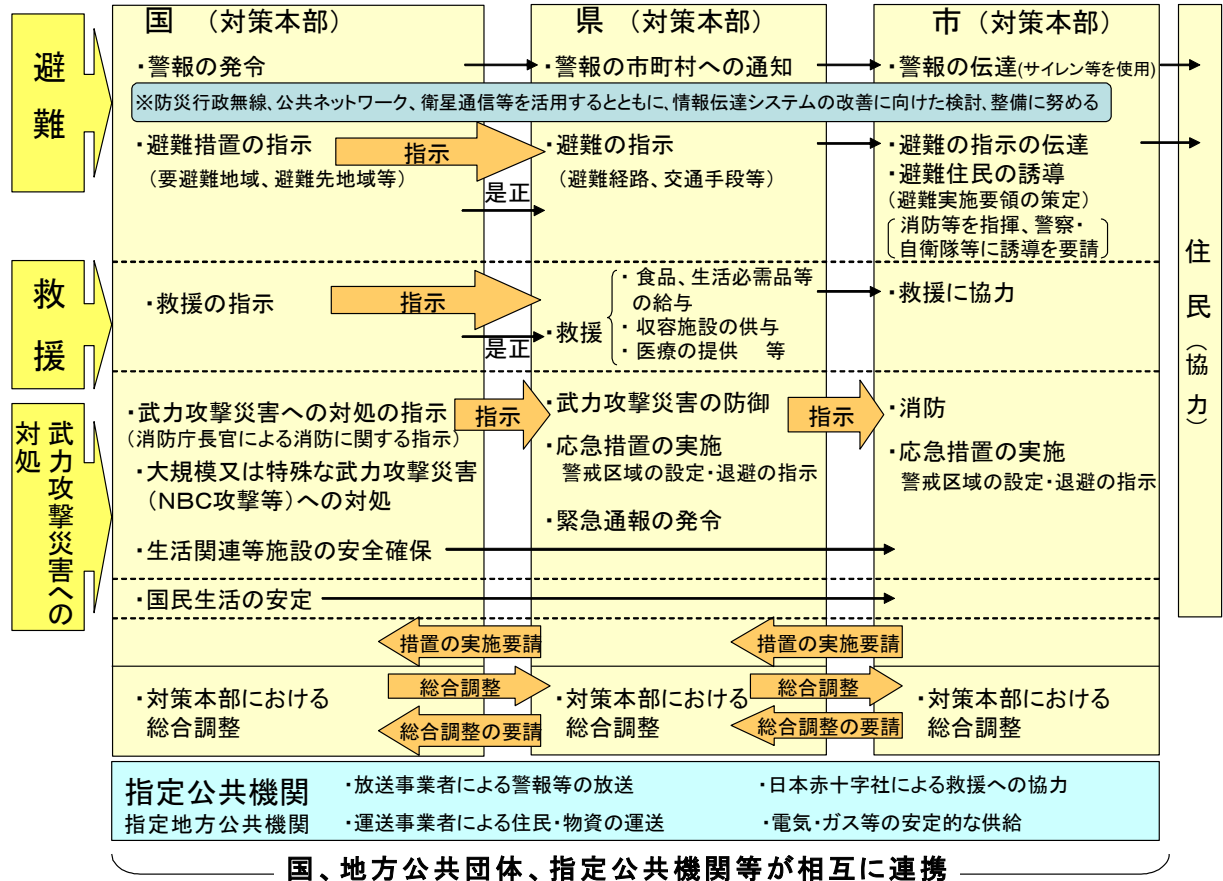 国 (対策本部)
県 (対策本部)
市 (対策本部)
避難
・警報の発令
・警報の市町村への通知
・警報の伝達(サイレン等を使用)
※防災行政無線、公共ネットワーク、衛星通信等を活用するとともに、情報伝達システムの改善に向けた検討、整備に努める
・避難措置の指示
(要避難地域、避難先地域等)
指示
是正
・避難の指示
(避難経路、交通手段等)
・避難の指示の伝達
・避難住民の誘導
(避難実施要領の策定)
消防等を指揮、警察・
自衛隊等に誘導を要請
住民(協力)
救援
・救援の指示
指示
是正
・救援
・食品、生活必需品等
の給与
・収容施設の供与
・医療の提供 等
・救援に協力
武力攻撃災害への
対処
・武力攻撃災害への対処の指示
(消防庁長官による消防に関する指示)
・大規模又は特殊な武力攻撃災害
(NBC攻撃等)への対処
・生活関連等施設の安全確保
指示
・武力攻撃災害の防御
・応急措置の実施
警戒区域の設定・退避の指示
・緊急通報の発令
指示
・消防
・応急措置の実施
警戒区域の設定・退避の指示
・国民生活の安定
措置の実施要請
措置の実施要請
・対策本部における
総合調整
総合調整
総合調整の要請
・対策本部における
総合調整
総合調整
総合調整の要請
・対策本部における
総合調整
指定公共機関
指定地方公共機関
・放送事業者による警報等の放送
・日本赤十字社による救援への協力
・運送事業者による住民・物資の運送
・電気・ガス等の安定的な供給
国、地方公共団体、指定公共機関等が相互に連携